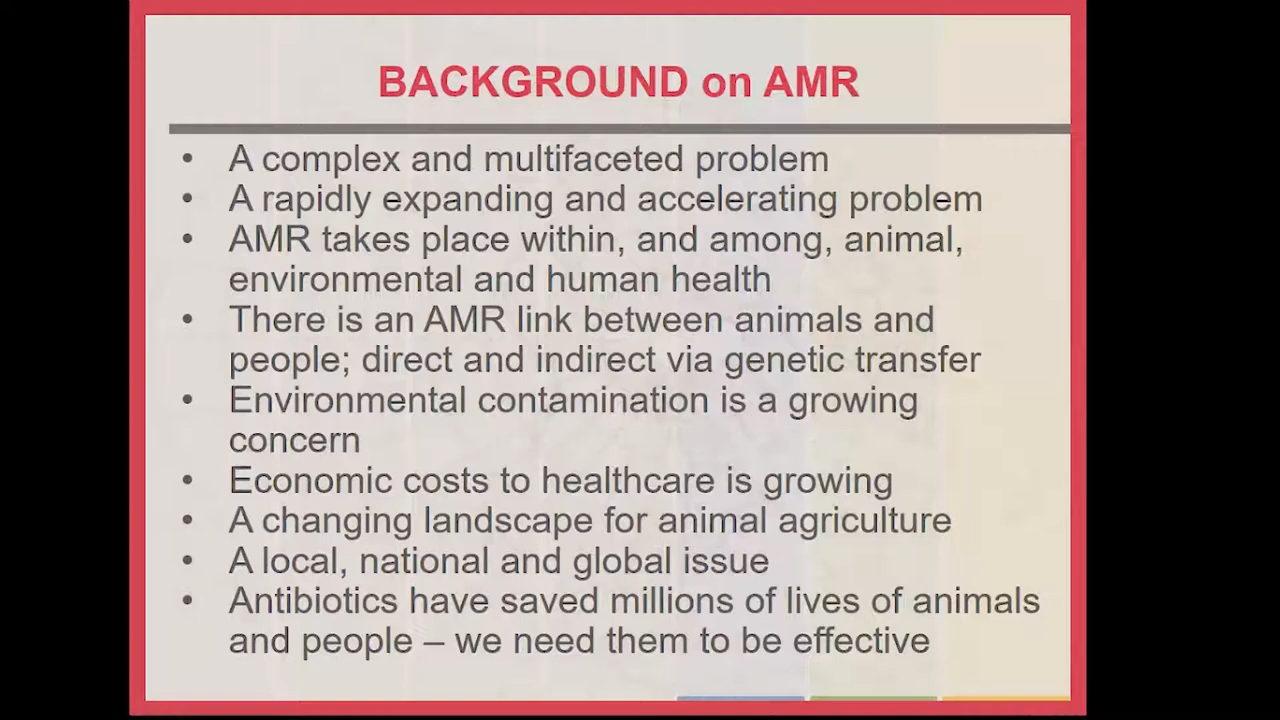 BACKGROUND on AMR
• A complex and multifaceted problem
• A rapidly expanding and accelerating problem
• AMR takes place within, and among, animal,
environmental and human health
• There is an AMR link between animals and
people; direct and indirect via genetic transfer
• Environmental contamination is a growing
concern
• Economic costs to healthcare is growing
• A changing landscape for animal agriculture
• A local, national and global issue
• Antibiotics have saved millions of lives of animals
and people – we need them to be effective